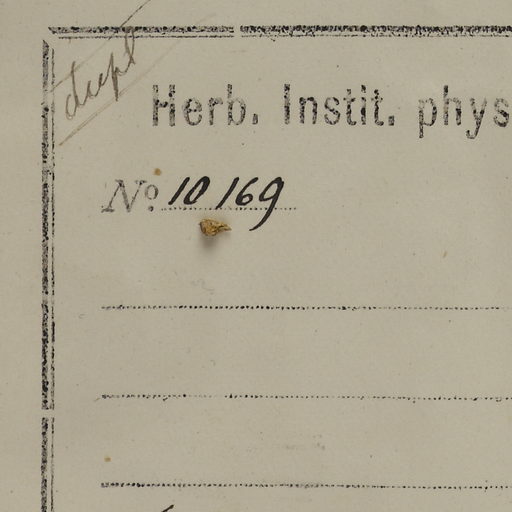 dupl
Herb. Instit. phys
No. 10169